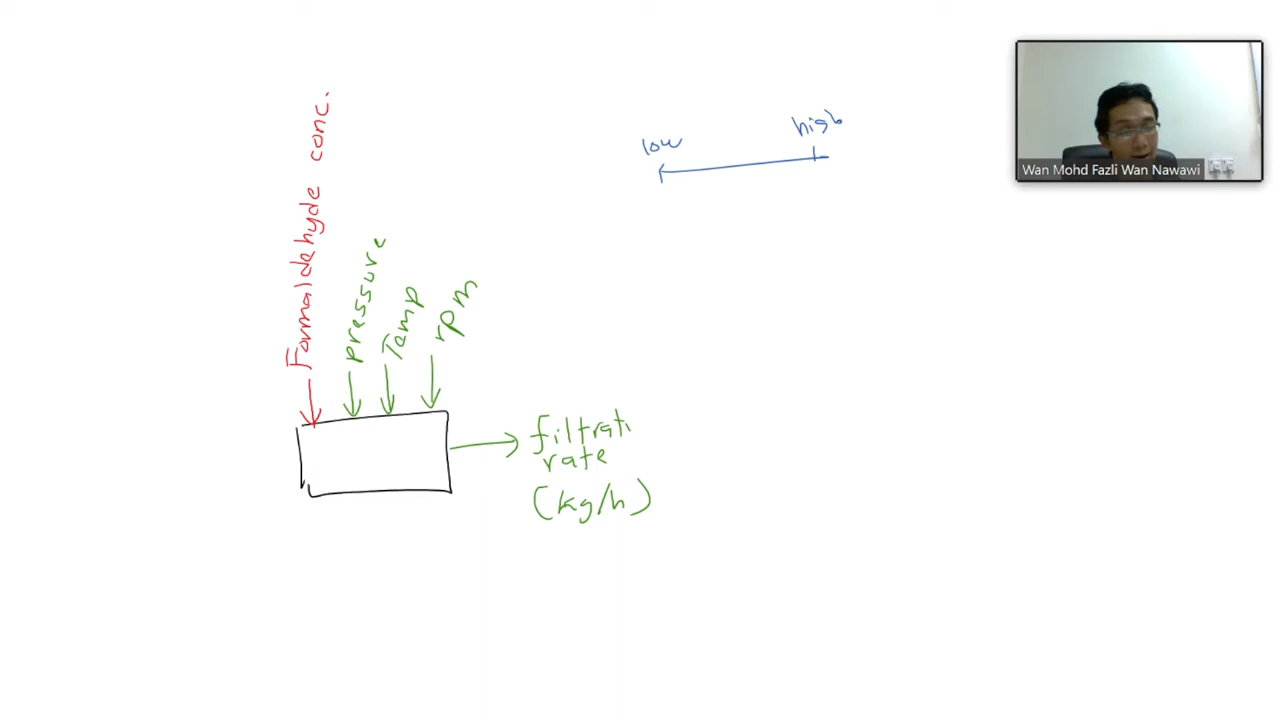 low
high
Wan Mohd Fazli Wan Nawawi
Formaldehyde conc.
pressure
Temp
rpm
filtrati
rate
(kg/h)